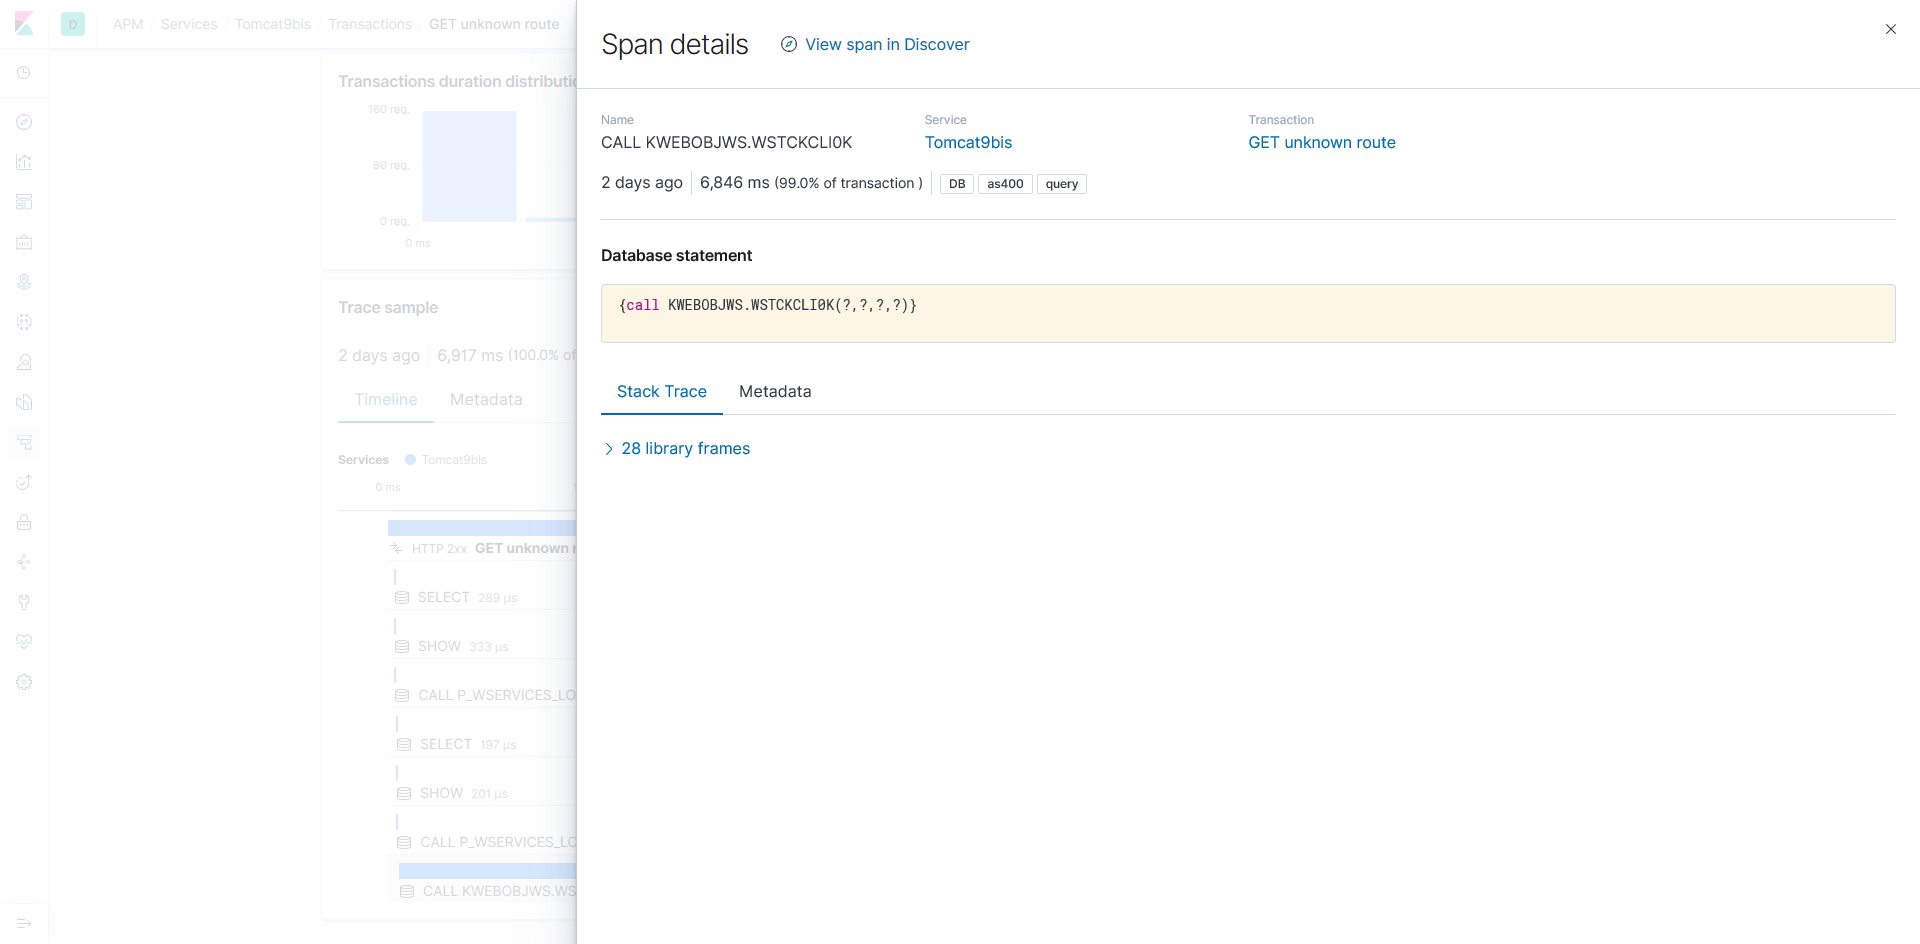 D
APM / Services / Tomcat9bis / Transactions / GET unknown route
Transactions duration distributio
160 req.
80 req.
0 req.
0 ms
Trace sample
2 days ago
6,917 ms (100.0% of
Timeline
Metadata
Services
Tomcat9bis
0 ms
HTTP 2xx GET unknown r
SELECT 289 μs
SHOW 333 μs
CALL P_WSERVICES_LO
SELECT 197 μs
SHOW 201 μs
CALL P_WSERVICES_LO
CALL KWEBOBJWS.WS
Span details
View span in Discover
Name
CALL KWEBOBJWS.WSTCKCLI0K
Service
Tomcat9bis
Transaction
GET unknown route
2 days ago
6,846 ms (99.0% of transaction )
DB
as400
query
Database statement
{call KWEBOBJWS.WSTCKCLI0K(?,?,?,?)}
Stack Trace
Metadata
28 library frames